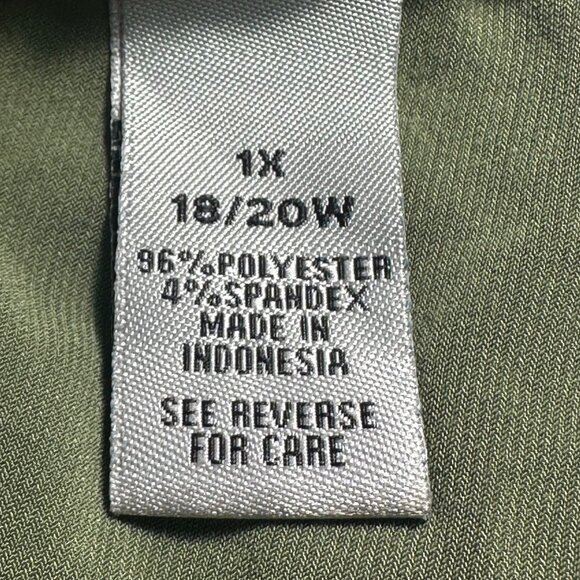 1X
18/20W
96%POLYESTER
4%SPANDEX
MADE IN
INDONESIA
SEE REVERSE
FOR CARE